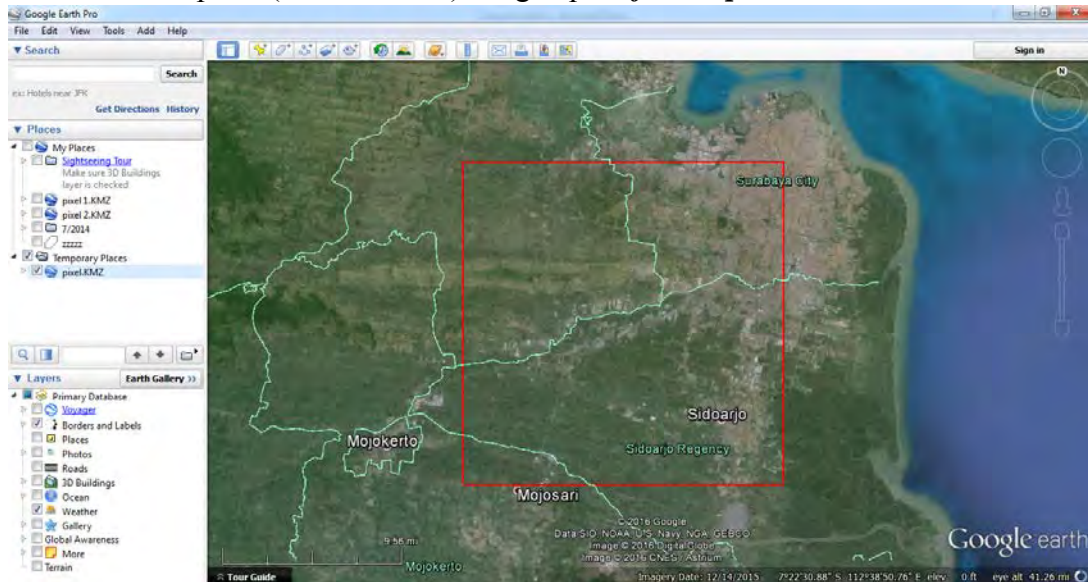 Google Earth Pro
File Edit View Tools Add Help
▼ Search
Search
ex: Hotels near JFK
Get Directions History
▼ Places
My Places
Sightseeing Tour
Make sure 3D Buildings
layer is checked
pixel 1.KMZ
pixel 2.KMZ
7/2014
zzzzz
Temporary Places
pixel.KMZ
▼ Layers
Earth Gallery >>
Primary Database
Voyager
Borders and Labels
Places
Photos
Roads
3D Buildings
Ocean
Weather
Gallery
Global Awareness
More
Terrain
Sign in
N
Surabaya City
Sidoarjo
Mojokerto
Sidoarjo Regency
Mojosari
© 2016 Google
Data SIO, NOAA, U.S. Navy, NGA, GEBCO
Image © 2016 DigitalGlobe
Image © 2016 CNES / Astrium
9.56 mi
Mojokerto
Google earth
Tour Guide
Imagery Date: 12/14/2015 7°22'30.88" S 112°38'50.76" E elev 0 ft eye alt 41.26 mi